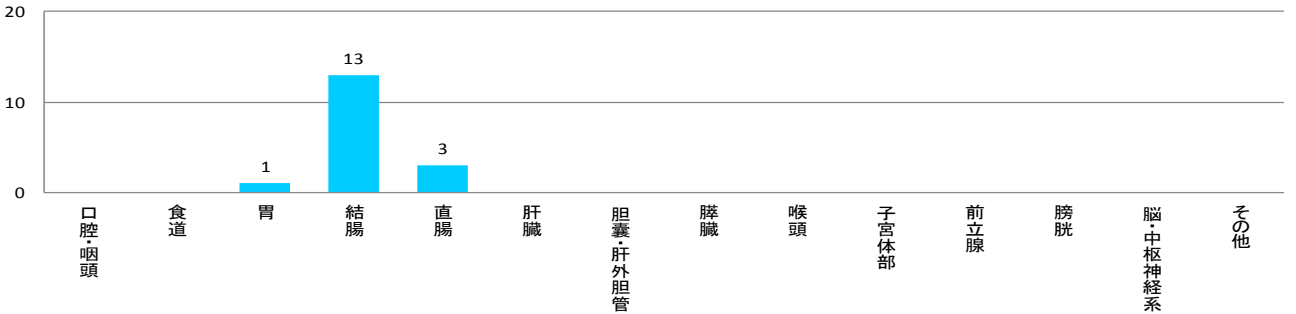 20
13
10
3
1
0
口腔・咽頭
食道
胃
結腸
直腸
肝臓
胆嚢・肝外胆管
膵臓
喉頭
子宮体部
前立腺
膀胱
脳・中枢神経系
その他